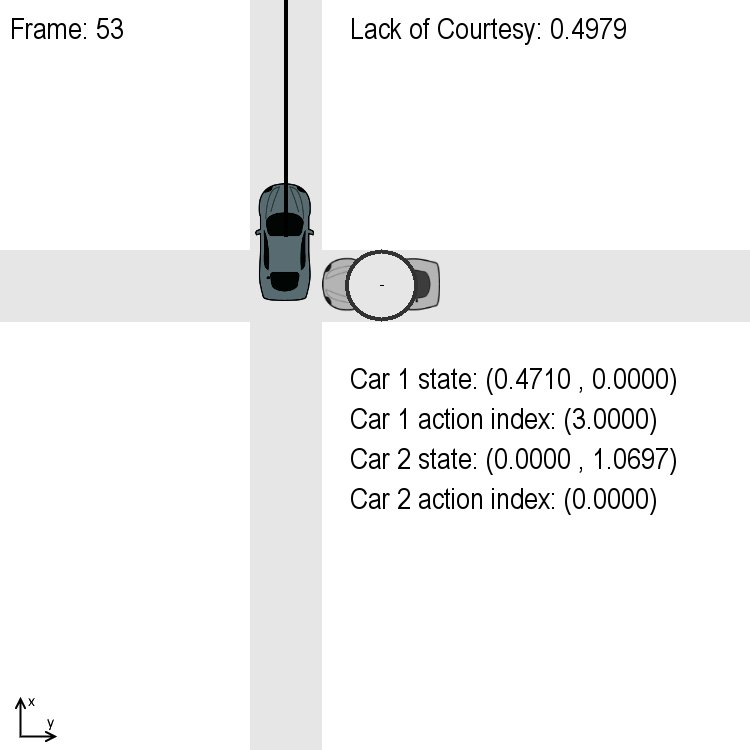 Frame: 53
Lack of Courtesy: 0.4979
Car 1 state: (0.4710 , 0.0000)
Car 1 action index: (3.0000)
Car 2 state: (0.0000 , 1.0697)
Car 2 action index: (0.0000)
x
y